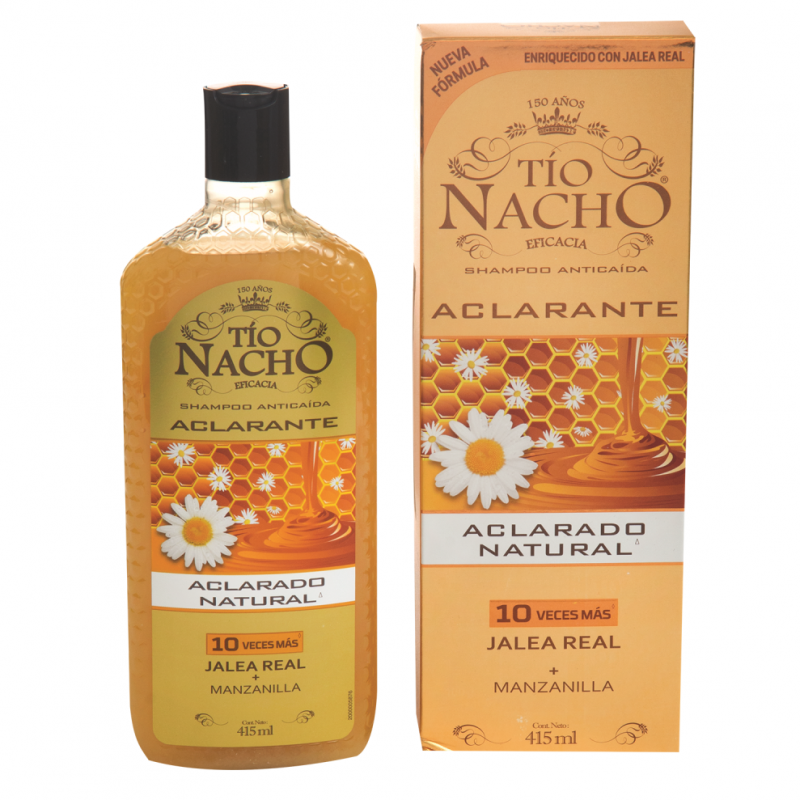 150 AÑOS
TÍO
NACHO®
EFICACIA
SHAMPOO ANTICAÍDA
ACLARANTE
ACLARADO
NATURAL
10 VECES MÁS
JALEA REAL
+
MANZANILLA
Cont. Neto:
415 ml
NUEVA
FÓRMULA
ENRIQUECIDO CON JALEA REAL
150 AÑOS
TÍO
NACHO®
EFICACIA
SHAMPOO ANTICAÍDA
ACLARANTE
ACLARADO
NATURAL
10 VECES MÁS
JALEA REAL
+
MANZANILLA
Cont. Neto:
415 ml